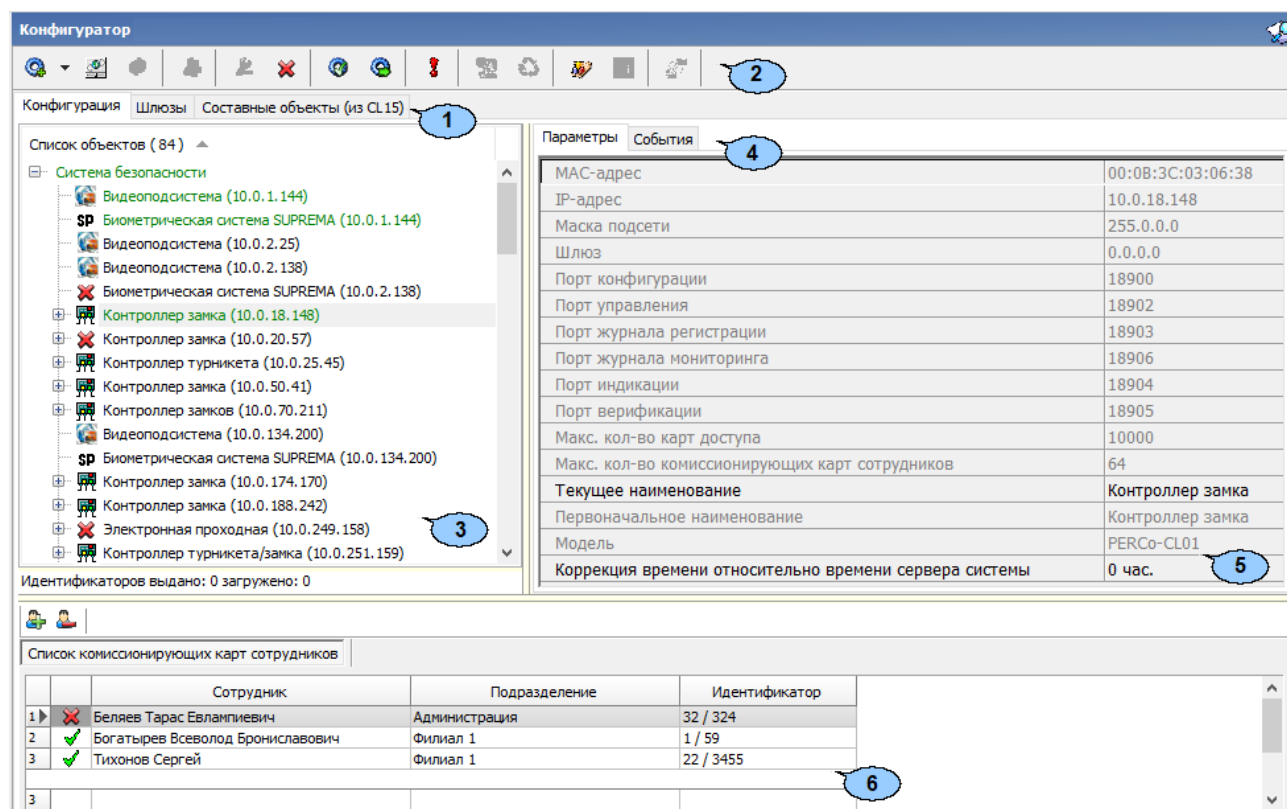 Конфигуратор
2
Конфигурация Шлюзы Составные объекты (из CL15)
1
Список объектов ( 84 )
Система безопасности
Видеоподсистема (10.0.1.144)
SP Биометрическая система SUPREMA (10.0.1.144)
Видеоподсистема (10.0.2.25)
Видеоподсистема (10.0.2.138)
Биометрическая система SUPREMA (10.0.2.138)
Контроллер замка (10.0.18.148)
Контроллер замка (10.0.20.57)
Контроллер турникета (10.0.25.45)
Контроллер замка (10.0.50.41)
Контроллер замков (10.0.70.211)
Видеоподсистема (10.0.134.200)
SP Биометрическая система SUPREMA (10.0.134.200)
Контроллер замка (10.0.174.170)
Контроллер замка (10.0.188.242)
Электронная проходная (10.0.249.158)
Контроллер турникета/замка (10.0.251.159)
3
Идентификаторов выдано: 0 загружено: 0
Параметры События
4
МАС-адрес 00:0B:3C:03:06:38
IP-адрес 10.0.18.148
Маска подсети 255.0.0.0
Шлюз 0.0.0.0
Порт конфигурации 18900
Порт управления 18902
Порт журнала регистрации 18903
Порт журнала мониторинга 18906
Порт индикации 18904
Порт верификации 18905
Макс. кол-во карт доступа 10000
Макс. кол-во комиссионирующих карт сотрудников 64
Текущее наименование Контроллер замка
Первоначальное наименование Контроллер замка
Модель PERCo-CL01
Коррекция времени относительно времени сервера системы 0 час.
5
Список комиссионирующих карт сотрудников
Сотрудник Подразделение Идентификатор
1 Беляев Тарас Евлампиевич Администрация 32 / 324
2 Богатырев Всеволод Брониславович Филиал 1 1 / 59
3 Тихонов Сергей Филиал 1 22 / 3455
6
3